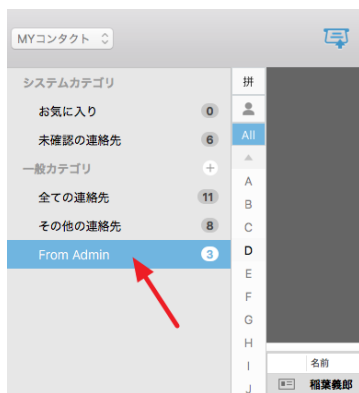 MYコンタクト
システムカテゴリ
お気に入り 0
未確認の連絡先 6
一般カテゴリ
全ての連絡先 11
その他の連絡先 8
From Admin 3
拼
All
A
B
C
D
E
F
G
H
I
J
名前
稲葉義郎